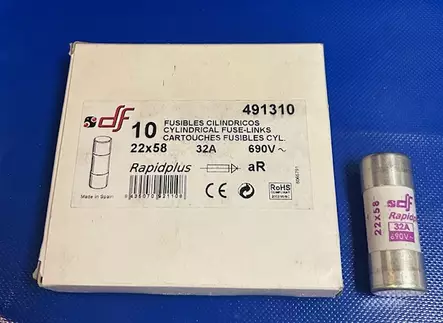 df
491310
10
FUSIBLES CILINDRICOS
CYLINDRICAL FUSE-LINKS
CARTOUCHES FUSIBLES CYL.
22x58 32A 690V~
Rapidplus aR
Made in Spain
RoHS
df
Rapidplus
22x58
32A
690V~